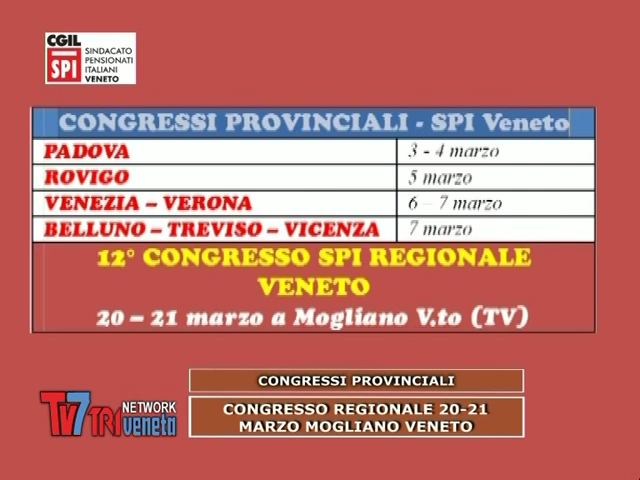 CGIL
SPI
SINDACATO
PENSIONATI
ITALIANI
VENETO
CONGRESSI PROVINCIALI - SPI Veneto
PADOVA 3 - 4 marzo
ROVIGO 5 marzo
VENEZIA – VERONA 6 – 7 marzo
BELLUNO – TREVISO – VICENZA 7 marzo
12° CONGRESSO SPI REGIONALE
VENETO
20 – 21 marzo a Mogliano V.to (TV)
CONGRESSI PROVINCIALI
TV7 TRIveneta NETWORK
CONGRESSO REGIONALE 20-21
MARZO MOGLIANO VENETO